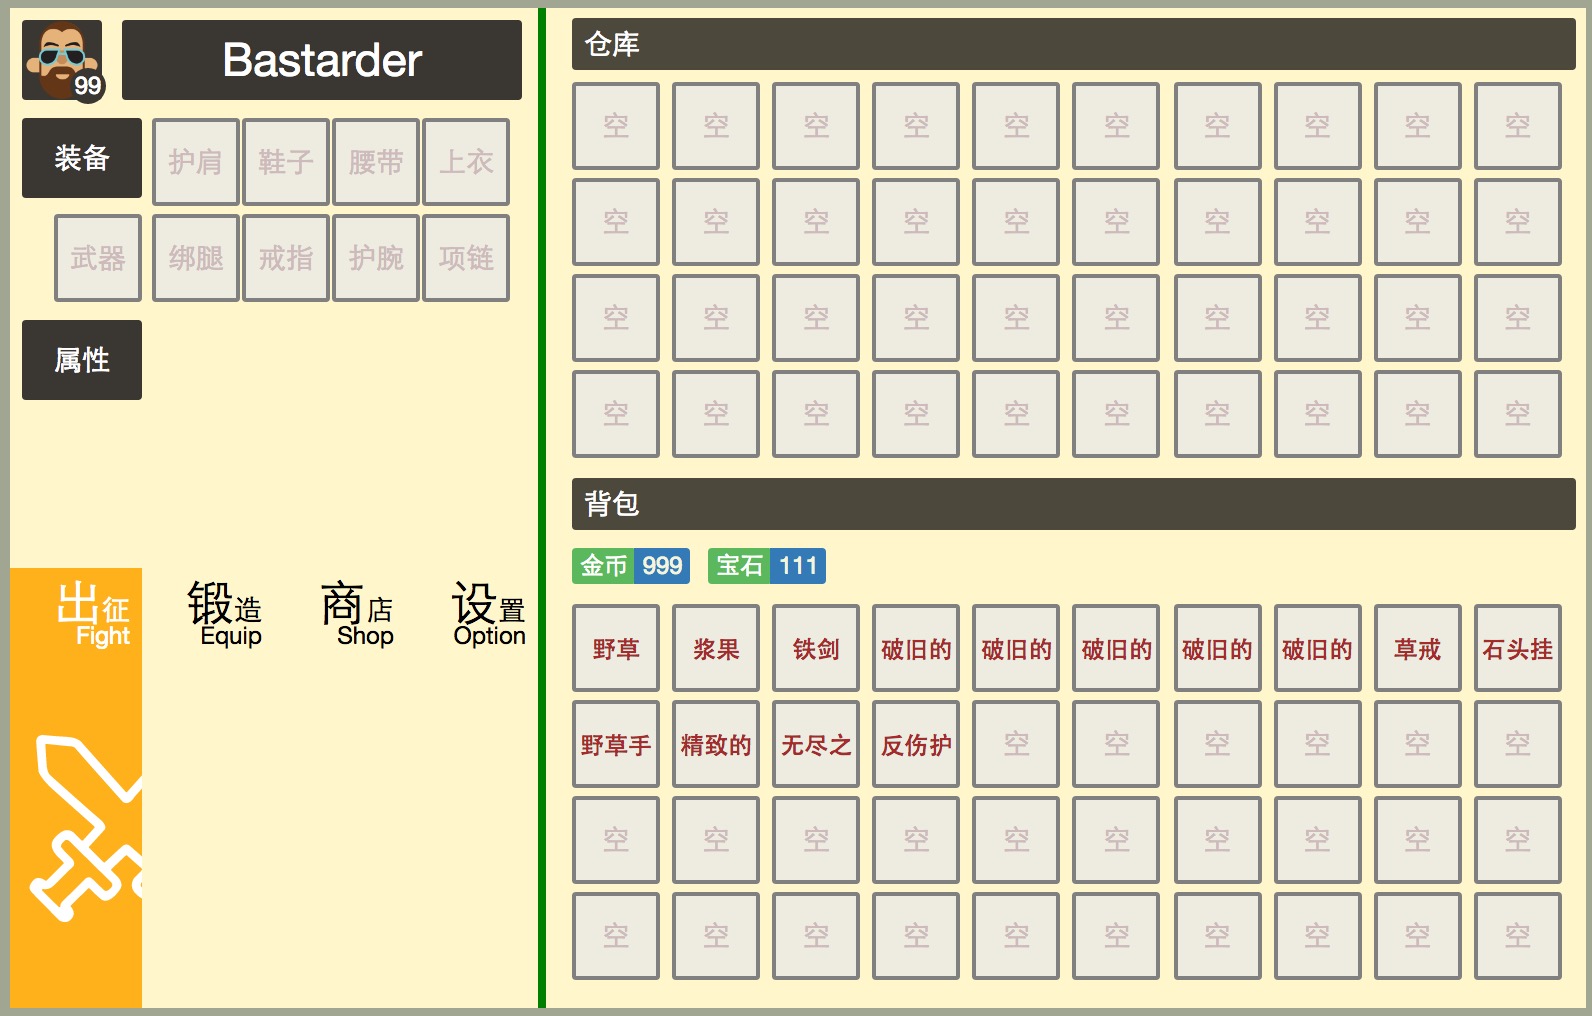 99
Bastarder
装备
护肩 鞋子 腰带 上衣
武器 绑腿 戒指 护腕 项链
属性
出征 锻造 商店 设置
Fight Equip Shop Option
仓库
空 空 空 空 空 空 空 空 空 空
空 空 空 空 空 空 空 空 空 空
空 空 空 空 空 空 空 空 空 空
空 空 空 空 空 空 空 空 空 空
背包
金币 999 宝石 111
野草 浆果 铁剑 破旧的 破旧的 破旧的 破旧的 破旧的 草戒 石头挂
野草手 精致的 无尽之 反伤护 空 空 空 空 空 空
空 空 空 空 空 空 空 空 空 空
空 空 空 空 空 空 空 空 空 空